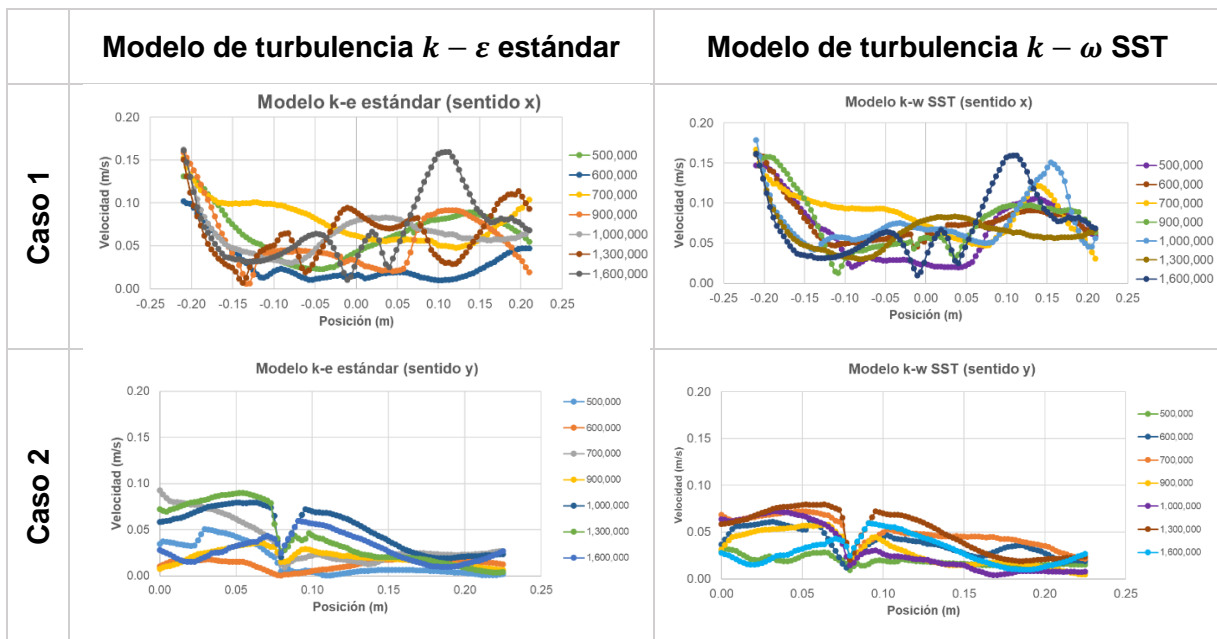 Modelo de turbulencia k − ε estándar
Modelo de turbulencia k − ω SST
Caso 1
Modelo k-e estándar (sentido x)
Velocidad (m/s)
0.20
0.15
0.10
0.05
0.00
-0.25 -0.20 -0.15 -0.10 -0.05 0.00 0.05 0.10 0.15 0.20 0.25
Posición (m)
500,000
600,000
700,000
900,000
1,000,000
1,300,000
1,600,000
Modelo k-w SST (sentido x)
Velocidad (m/s)
0.20
0.15
0.10
0.05
0.00
-0.25 -0.20 -0.15 -0.10 -0.05 0.00 0.05 0.10 0.15 0.20 0.25
Posición (m)
500,000
600,000
700,000
900,000
1,000,000
1,300,000
1,600,000
Caso 2
Modelo k-e estándar (sentido y)
Velocidad (m/s)
0.20
0.15
0.10
0.05
0.00
0.00 0.05 0.10 0.15 0.20 0.25
Posición (m)
500,000
600,000
700,000
900,000
1,000,000
1,300,000
1,600,000
Modelo k-w SST (sentido y)
Velocidad (m/s)
0.20
0.15
0.10
0.05
0.00
0.00 0.05 0.10 0.15 0.20 0.25
Posición (m)
500,000
600,000
700,000
900,000
1,000,000
1,300,000
1,600,000